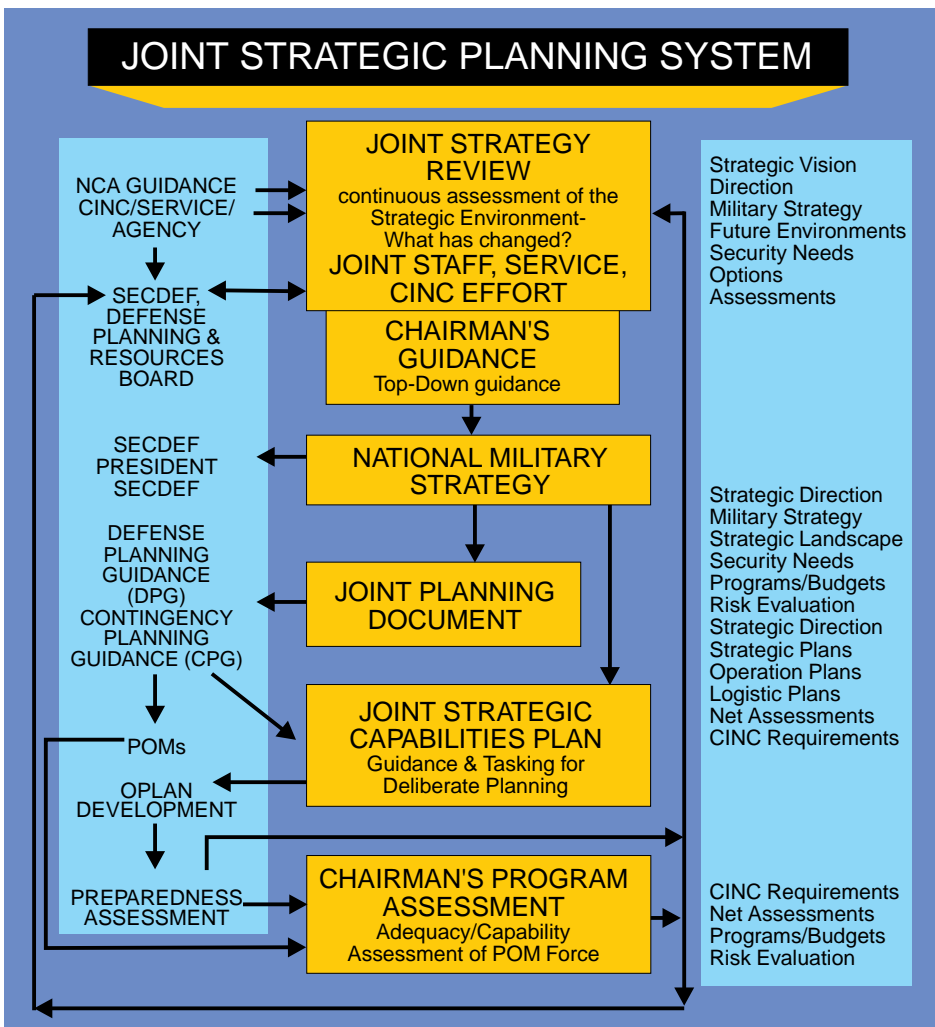 JOINT STRATEGIC PLANNING SYSTEM
NCA GUIDANCE
CINC/SERVICE/
AGENCY
SECDEF,
DEFENSE
PLANNING &
RESOURCES
BOARD
SECDEF
PRESIDENT
SECDEF
DEFENSE
PLANNING
GUIDANCE
(DPG)
CONTINGENCY
PLANNING
GUIDANCE (CPG)
POMs
OPLAN
DEVELOPMENT
PREPAREDNESS
ASSESSMENT
JOINT STRATEGY
REVIEW
continuous assessment of the
Strategic Environment-
What has changed?
JOINT STAFF, SERVICE,
CINC EFFORT
CHAIRMAN'S
GUIDANCE
Top-Down guidance
NATIONAL MILITARY
STRATEGY
JOINT PLANNING
DOCUMENT
JOINT STRATEGIC
CAPABILITIES PLAN
Guidance & Tasking for
Deliberate Planning
CHAIRMAN'S PROGRAM
ASSESSMENT
Adequacy/Capability
Assessment of POM Force
Strategic Vision
Direction
Military Strategy
Future Environments
Security Needs
Options
Assessments
Strategic Direction
Military Strategy
Strategic Landscape
Security Needs
Programs/Budgets
Risk Evaluation
Strategic Direction
Strategic Plans
Operation Plans
Logistic Plans
Net Assessments
CINC Requirements
CINC Requirements
Net Assessments
Programs/Budgets
Risk Evaluation